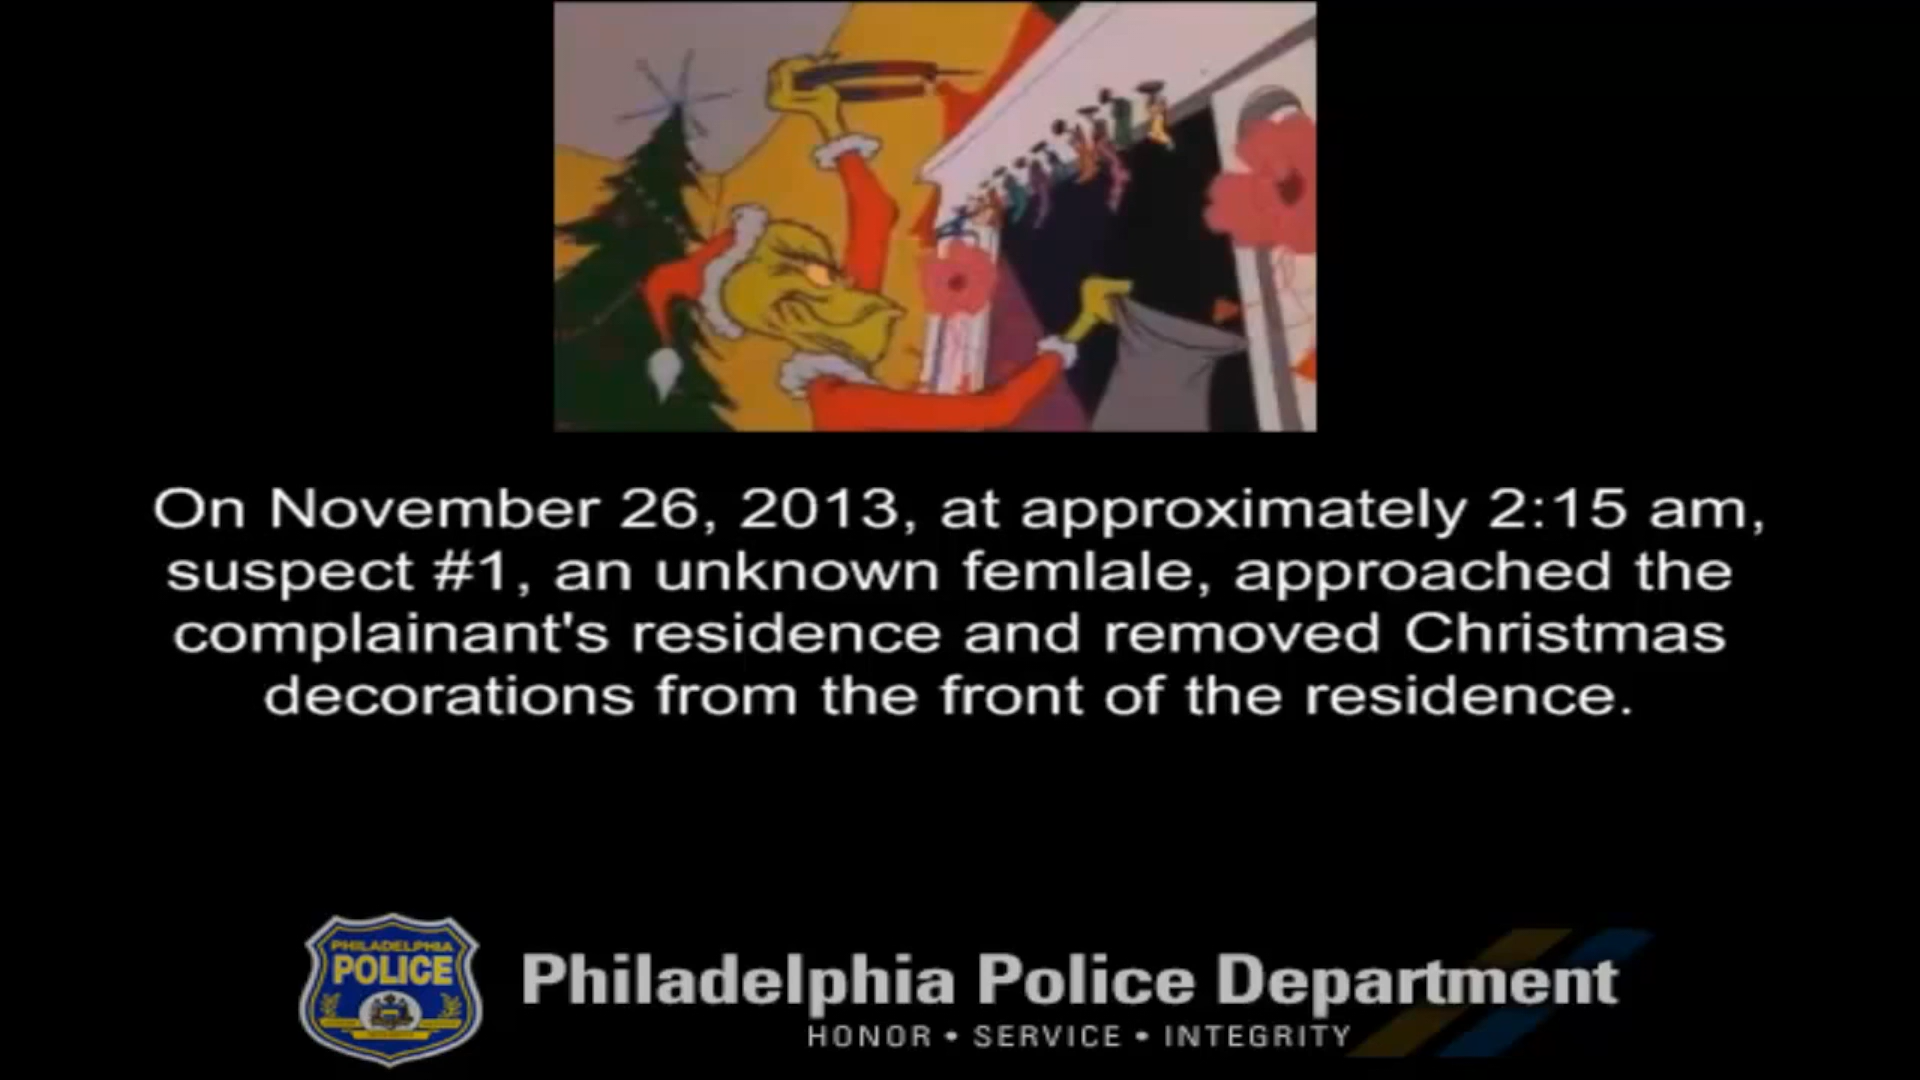 On November 26, 2013, at approximately 2:15 am,
suspect #1, an unknown femlale, approached the
complainant's residence and removed Christmas
decorations from the front of the residence.
PHILADELPHIA
POLICE
Philadelphia Police Department
HONOR • SERVICE • INTEGRITY